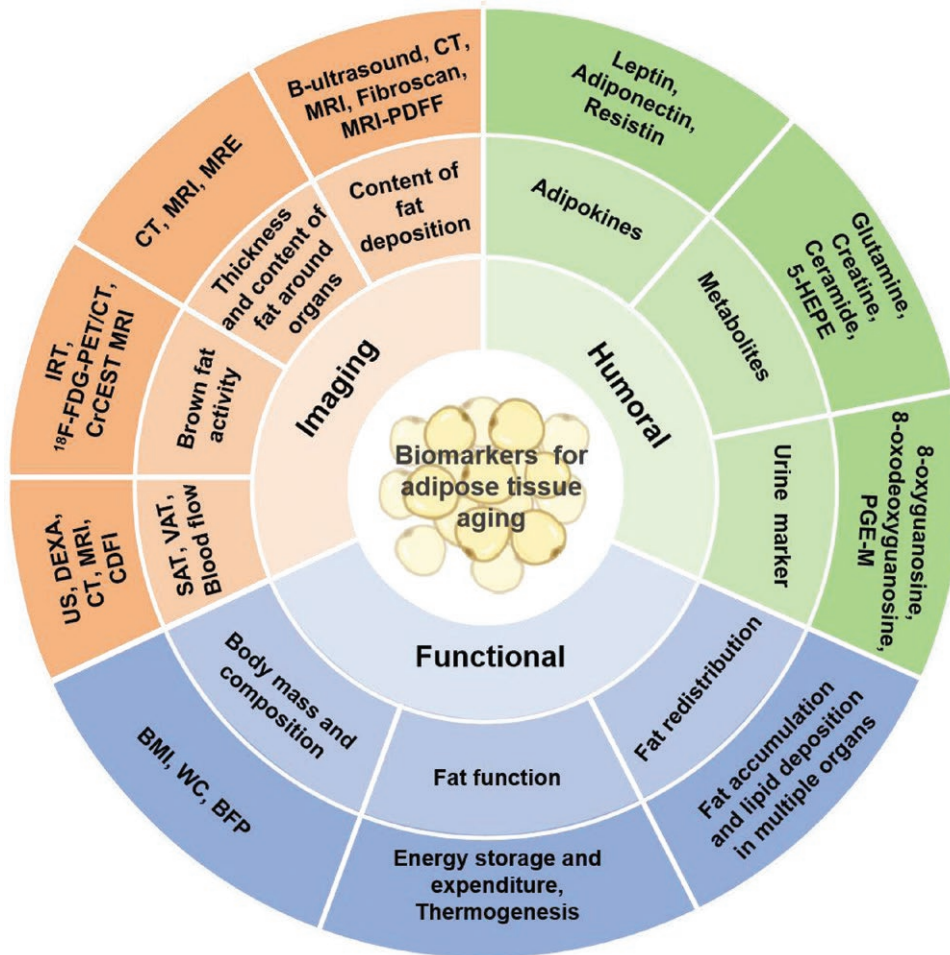 Biomarkers for
adipose tissue
aging
Imaging
Humoral
Functional
B-ultrasound, CT,
MRI, Fibroscan,
MRI-PDFF
Content of
fat
deposition
CT, MRI, MRE
Thickness
and content of
fat around
organs
IRT,
¹⁸F-FDG-PET/CT,
CrCEST MRI
Brown fat
activity
US, DEXA,
CT, MRI,
CDFI
SAT, VAT,
Blood flow
Leptin,
Adiponectin,
Resistin
Adipokines
Glutamine,
Creatine,
Ceramide,
5-HEPE
Metabolites
8-oxyguanosine,
8-oxodeoxyguanosine,
PGE-M
Urine marker
Fat redistribution
Fat accumulation
and lipid deposition
in multiple organs
Fat function
Energy storage and
expenditure,
Thermogenesis
Body mass and
composition
BMI, WC, BFP